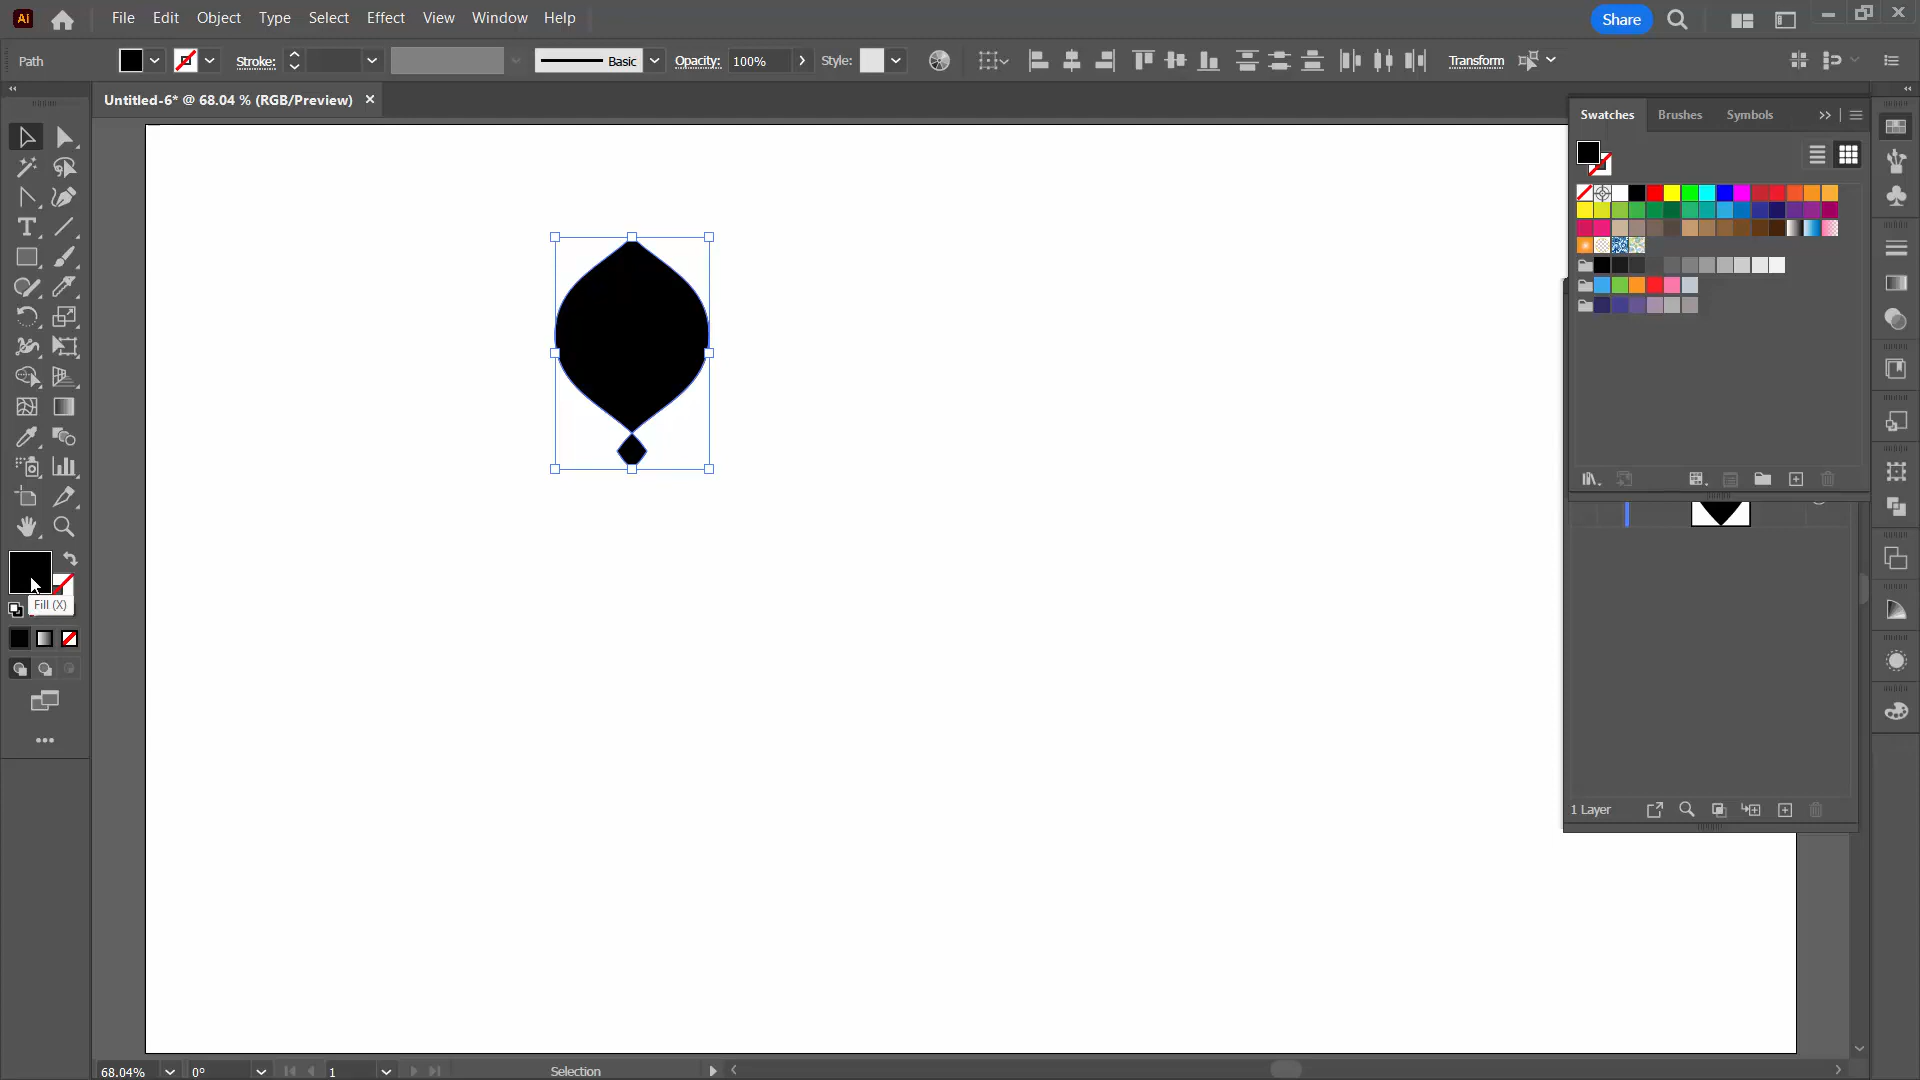 Ai File Edit Object Type Select Effect View Window Help Share
Path Stroke: Basic Opacity: 100% Style: Transform
Untitled-6* @ 68.04 % (RGB/Preview)
Swatches Brushes Symbols
Fill (X)
1 Layer
68.04% 0° 1 Selection